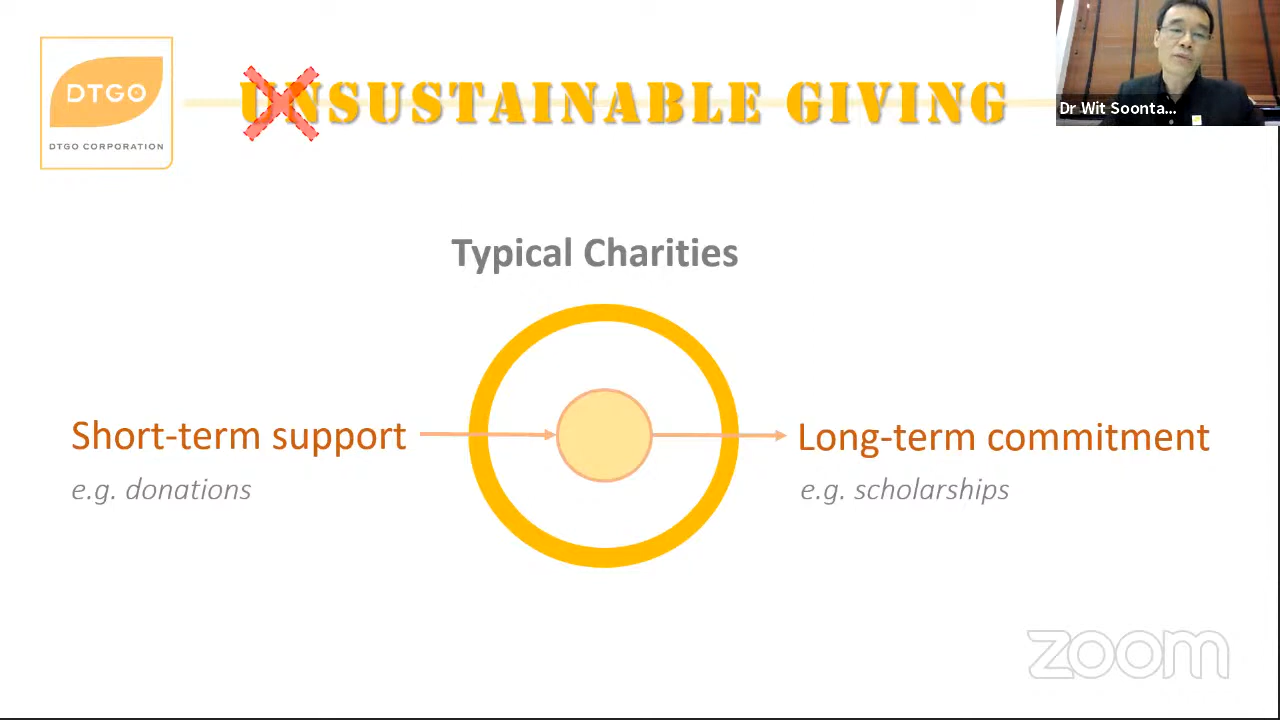 DTGO
DTGO CORPORATION
UNSUSTAINABLE GIVING
Dr Wit Soonta...
Typical Charities
Short-term support
e.g. donations
Long-term commitment
e.g. scholarships
zoom